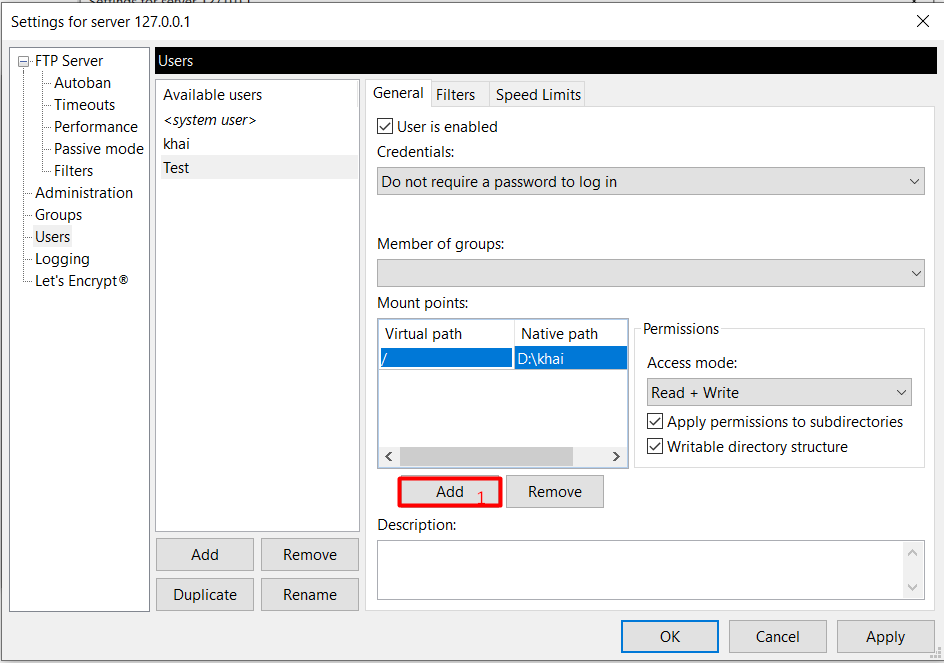 Settings for server 127.0.0.1
FTP Server
Autoban
Timeouts
Performance
Passive mode
Filters
Administration
Groups
Users
Logging
Let's Encrypt®
Users
Available users
<system user>
khai
Test
Add
Remove
Duplicate
Rename
General
Filters
Speed Limits
User is enabled
Credentials:
Do not require a password to log in
Member of groups:
Mount points:
Virtual path
Native path
/
D:\khai
Add
1
Remove
Permissions
Access mode:
Read + Write
Apply permissions to subdirectories
Writable directory structure
Description:
OK
Cancel
Apply